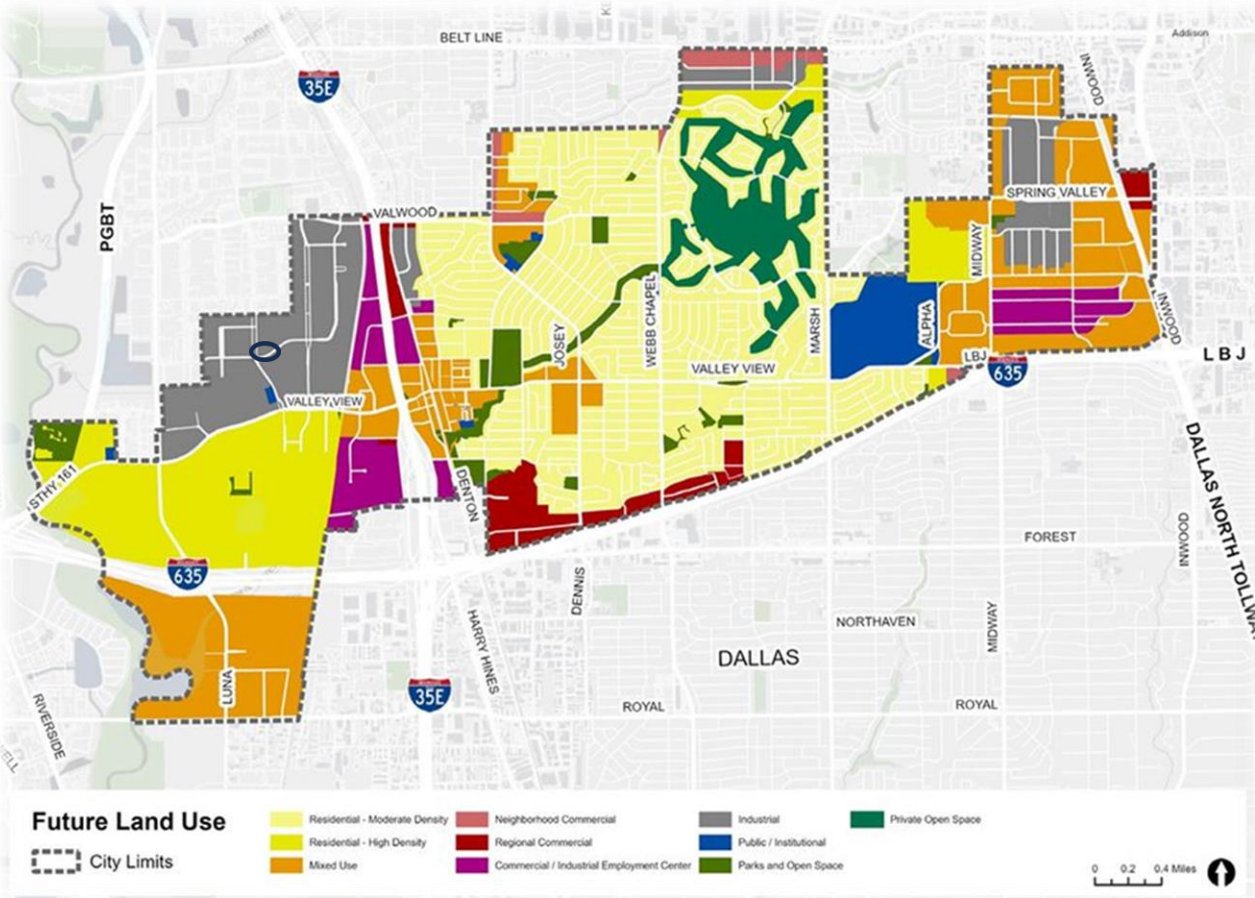 BELT LINE
Addison
INWOOD
INTERSTATE
35E
PGBT
VALWOOD
SPRING VALLEY
MIDWAY
JOSEY
WEBB CHAPEL
MARSH
ALPHA
INWOOD
LBJ
LBJ
635
VALLEY VIEW
VALLEY VIEW
STHY 161
DENTON
DALLAS NORTH TOLLWAY
FOREST
INWOOD
635
DENNIS
HARRY HINES
NORTHAVEN
MIDWAY
DALLAS
LUNA
35E
ROYAL
ROYAL
RIVERSIDE
Future Land Use
City Limits
Residential - Moderate Density
Residential - High Density
Mixed Use
Neighborhood Commercial
Regional Commercial
Commercial / Industrial Employment Center
Industrial
Public / Institutional
Parks and Open Space
Private Open Space
0 0.2 0.4 Miles